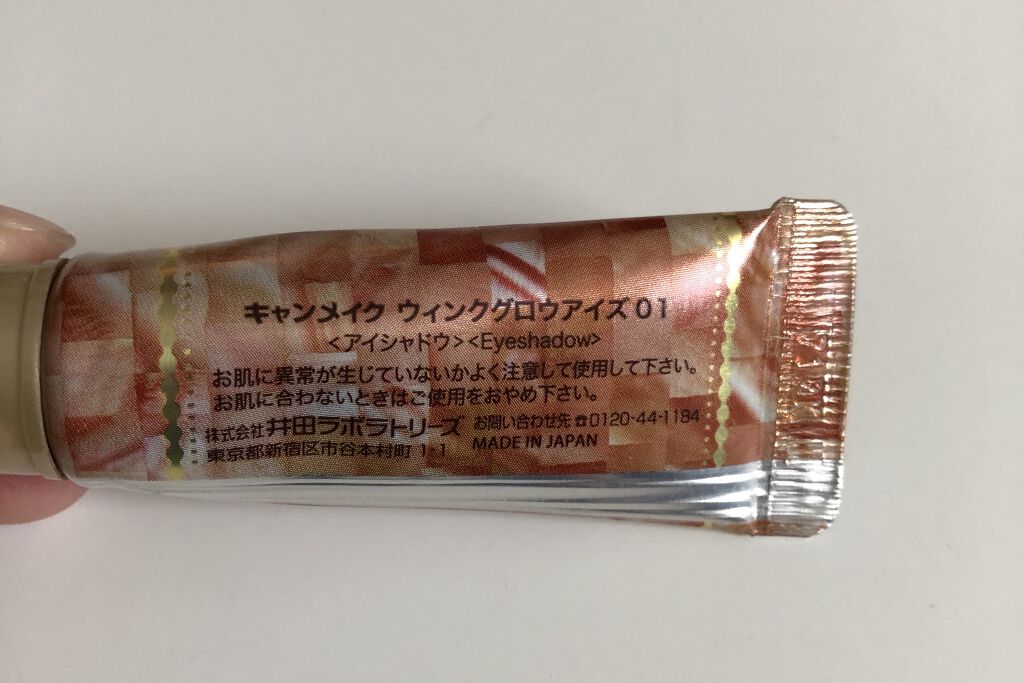 キャンメイク ウィンクグロウアイズ 01
<アイシャドウ><Eyeshadow>
お肌に異常が生じていないかよく注意して使用して下さい。
お肌に合わないときはご使用をおやめ下さい。
株式会社 井田ラボラトリーズ お問い合わせ先 ☎0120-44-1184
東京都新宿区市谷本村町 1-1 MADE IN JAPAN